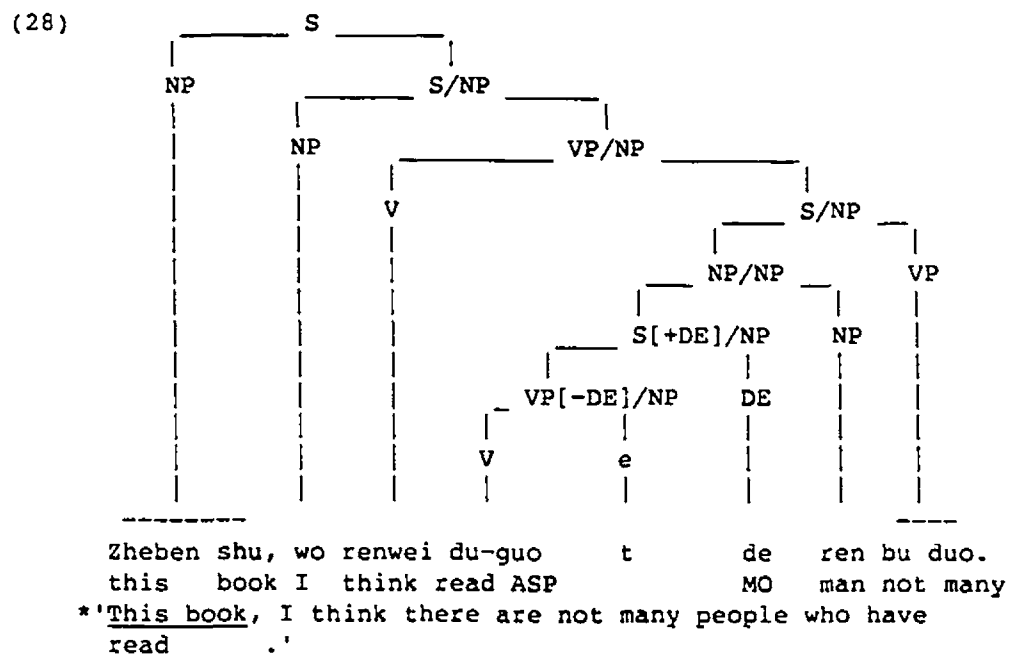 (28)
S
NP S/NP
NP VP/NP
V S/NP
NP/NP VP
S[+DE]/NP NP
VP[-DE]/NP DE
V e
Zheben shu, wo renwei du-guo t de ren bu duo.
this book I think read ASP MO man not many
*'This book, I think there are not many people who have
read .'